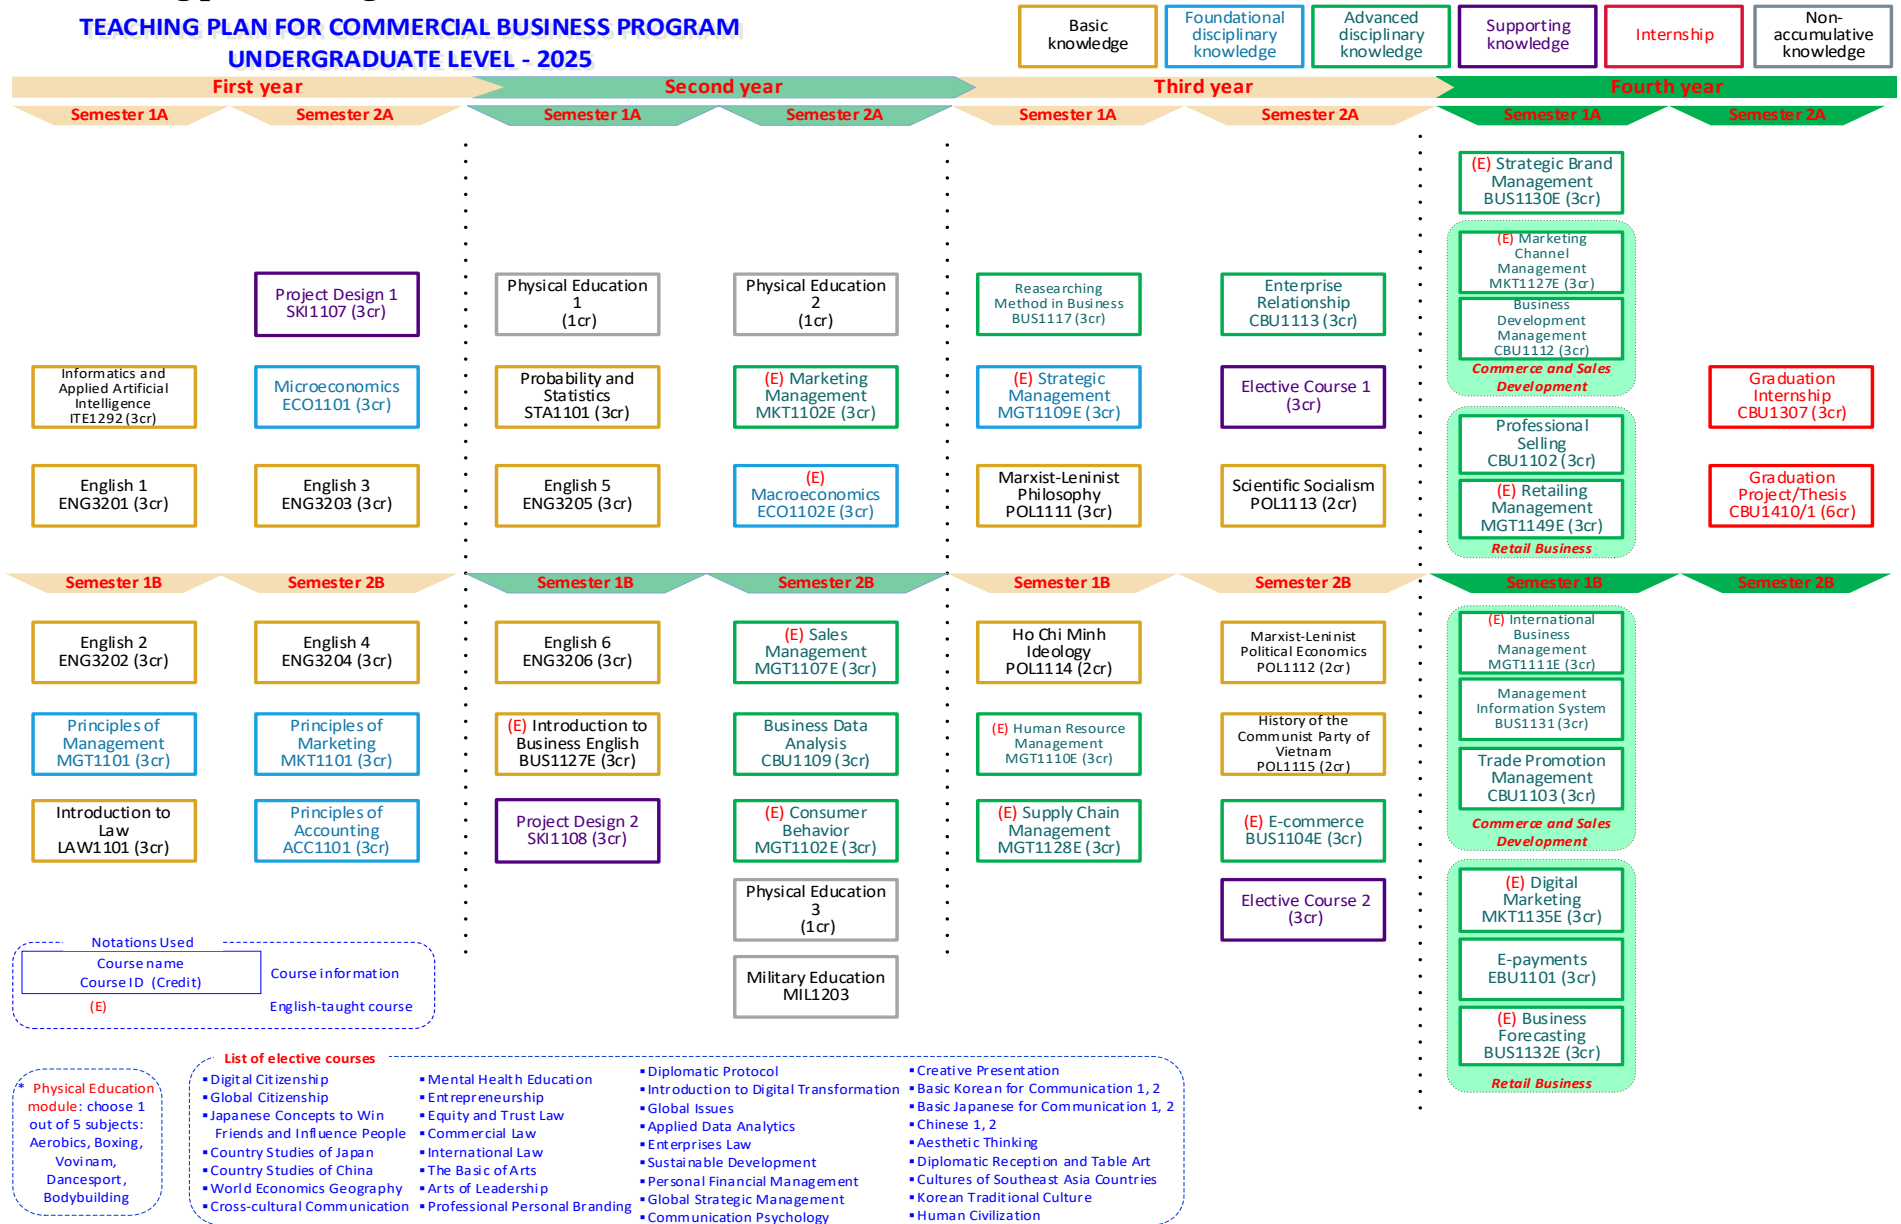 TEACHING PLAN FOR COMMERCIAL BUSINESS PROGRAM
UNDERGRADUATE LEVEL - 2025
Basic
knowledge
Foundational
disciplinary
knowledge
Advanced
disciplinary
knowledge
Supporting
knowledge
Internship
Non-
accumulative
knowledge
First year
Second year
Third year
Fourth year
Semester 1A
Semester 2A
Semester 1A
Semester 2A
Semester 1A
Semester 2A
Semester 1A
Semester 2A
Informatics and
Applied Artificial
Intelligence
ITE1292 (3cr)
English 1
ENG3201 (3cr)
Project Design 1
SKI1107 (3cr)
Microeconomics
ECO1101 (3cr)
English 3
ENG3203 (3cr)
Physical Education
1
(1cr)
Probability and
Statistics
STA1101 (3cr)
English 5
ENG3205 (3cr)
Physical Education
2
(1cr)
(E) Marketing
Management
MKT1102E (3cr)
(E)
Macroeconomics
ECO1102E (3cr)
Reasearching
Method in Business
BUS1117 (3cr)
(E) Strategic
Management
MGT1109E (3cr)
Marxist-Leninist
Philosophy
POL1111 (3cr)
Enterprise
Relationship
CBU1113 (3cr)
Elective Course 1
(3cr)
Scientific Socialism
POL1113 (2cr)
(E) Strategic Brand
Management
BUS1130E (3cr)
(E) Marketing
Channel
Management
MKT1127E (3cr)
Business
Development
Management
CBU1112 (3cr)
Commerce and Sales
Development
Professional
Selling
CBU1102 (3cr)
(E) Retailing
Management
MGT1149E (3cr)
Retail Business
Graduation
Internship
CBU1307 (3cr)
Graduation
Project/Thesis
CBU1410/1 (6cr)
Semester 1B
Semester 2B
Semester 1B
Semester 2B
Semester 1B
Semester 2B
Semester 1B
Semester 2B
English 2
ENG3202 (3cr)
Principles of
Management
MGT1101 (3cr)
Introduction to
Law
LAW1101 (3cr)
English 4
ENG3204 (3cr)
Principles of
Marketing
MKT1101 (3cr)
Principles of
Accounting
ACC1101 (3cr)
English 6
ENG3206 (3cr)
(E) Introduction to
Business English
BUS1127E (3cr)
Project Design 2
SKI1108 (3cr)
(E) Sales
Management
MGT1107E (3cr)
Business Data
Analysis
CBU1109 (3cr)
(E) Consumer
Behavior
MGT1102E (3cr)
Physical Education
3
(1cr)
Military Education
MIL1203
Ho Chi Minh
Ideology
POL1114 (2cr)
(E) Human Resource
Management
MGT1110E (3cr)
(E) Supply Chain
Management
MGT1128E (3cr)
Marxist-Leninist
Political Economics
POL1112 (2cr)
History of the
Communist Party of
Vietnam
POL1115 (2cr)
(E) E-commerce
BUS1104E (3cr)
Elective Course 2
(3cr)
(E) International
Business
Management
MGT1111E (3cr)
Management
Information System
BUS1131 (3cr)
Trade Promotion
Management
CBU1103 (3cr)
Commerce and Sales
Development
(E) Digital
Marketing
MKT1135E (3cr)
E-payments
EBU1101 (3cr)
(E) Business
Forecasting
BUS1132E (3cr)
Retail Business
Notations Used
Course name
Course ID (Credit)
Course information
(E)
English-taught course
* Physical Education
module: choose 1
out of 5 subjects:
Aerobics, Boxing,
Vovinam,
Dancesport,
Bodybuilding
List of elective courses
▪ Digital Citizenship
▪ Global Citizenship
▪ Japanese Concepts to Win
Friends and Influence People
▪ Country Studies of Japan
▪ Country Studies of China
▪ World Economics Geography
▪ Cross-cultural Communication
▪ Mental Health Education
▪ Entrepreneurship
▪ Equity and Trust Law
▪ Commercial Law
▪ International Law
▪ The Basic of Arts
▪ Arts of Leadership
▪ Professional Personal Branding
▪ Diplomatic Protocol
▪ Introduction to Digital Transformation
▪ Global Issues
▪ Applied Data Analytics
▪ Enterprises Law
▪ Sustainable Development
▪ Personal Financial Management
▪ Global Strategic Management
▪ Communication Psychology
▪ Creative Presentation
▪ Basic Korean for Communication 1, 2
▪ Basic Japanese for Communication 1, 2
▪ Chinese 1, 2
▪ Aesthetic Thinking
▪ Diplomatic Reception and Table Art
▪ Cultures of Southeast Asia Countries
▪ Korean Traditional Culture
▪ Human Civilization